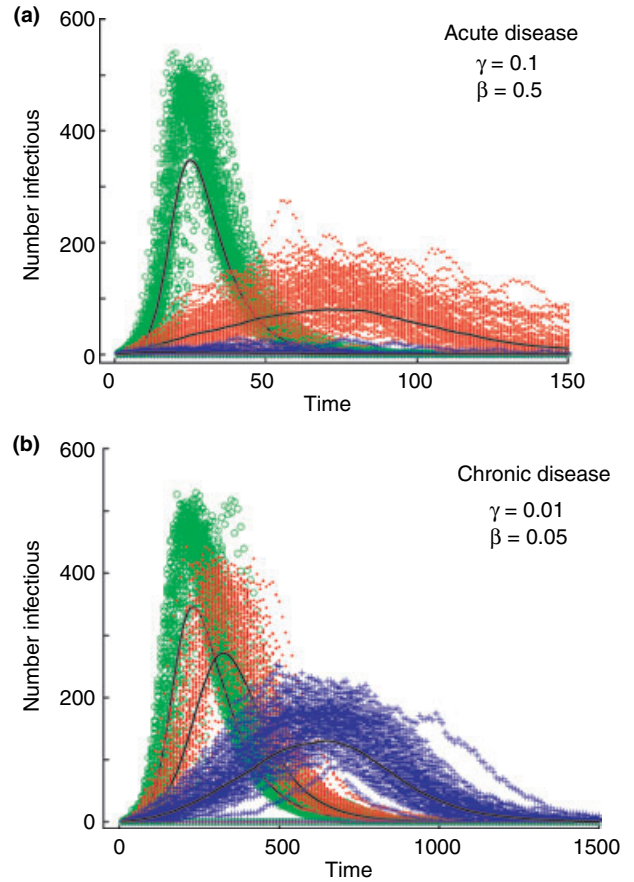 (a)
600
400
200
0
Number infectious
Acute disease
γ = 0.1
β = 0.5
0 50 100 150
Time
(b)
600
400
200
0
Number infectious
Chronic disease
γ = 0.01
β = 0.05
0 500 1000 1500
Time